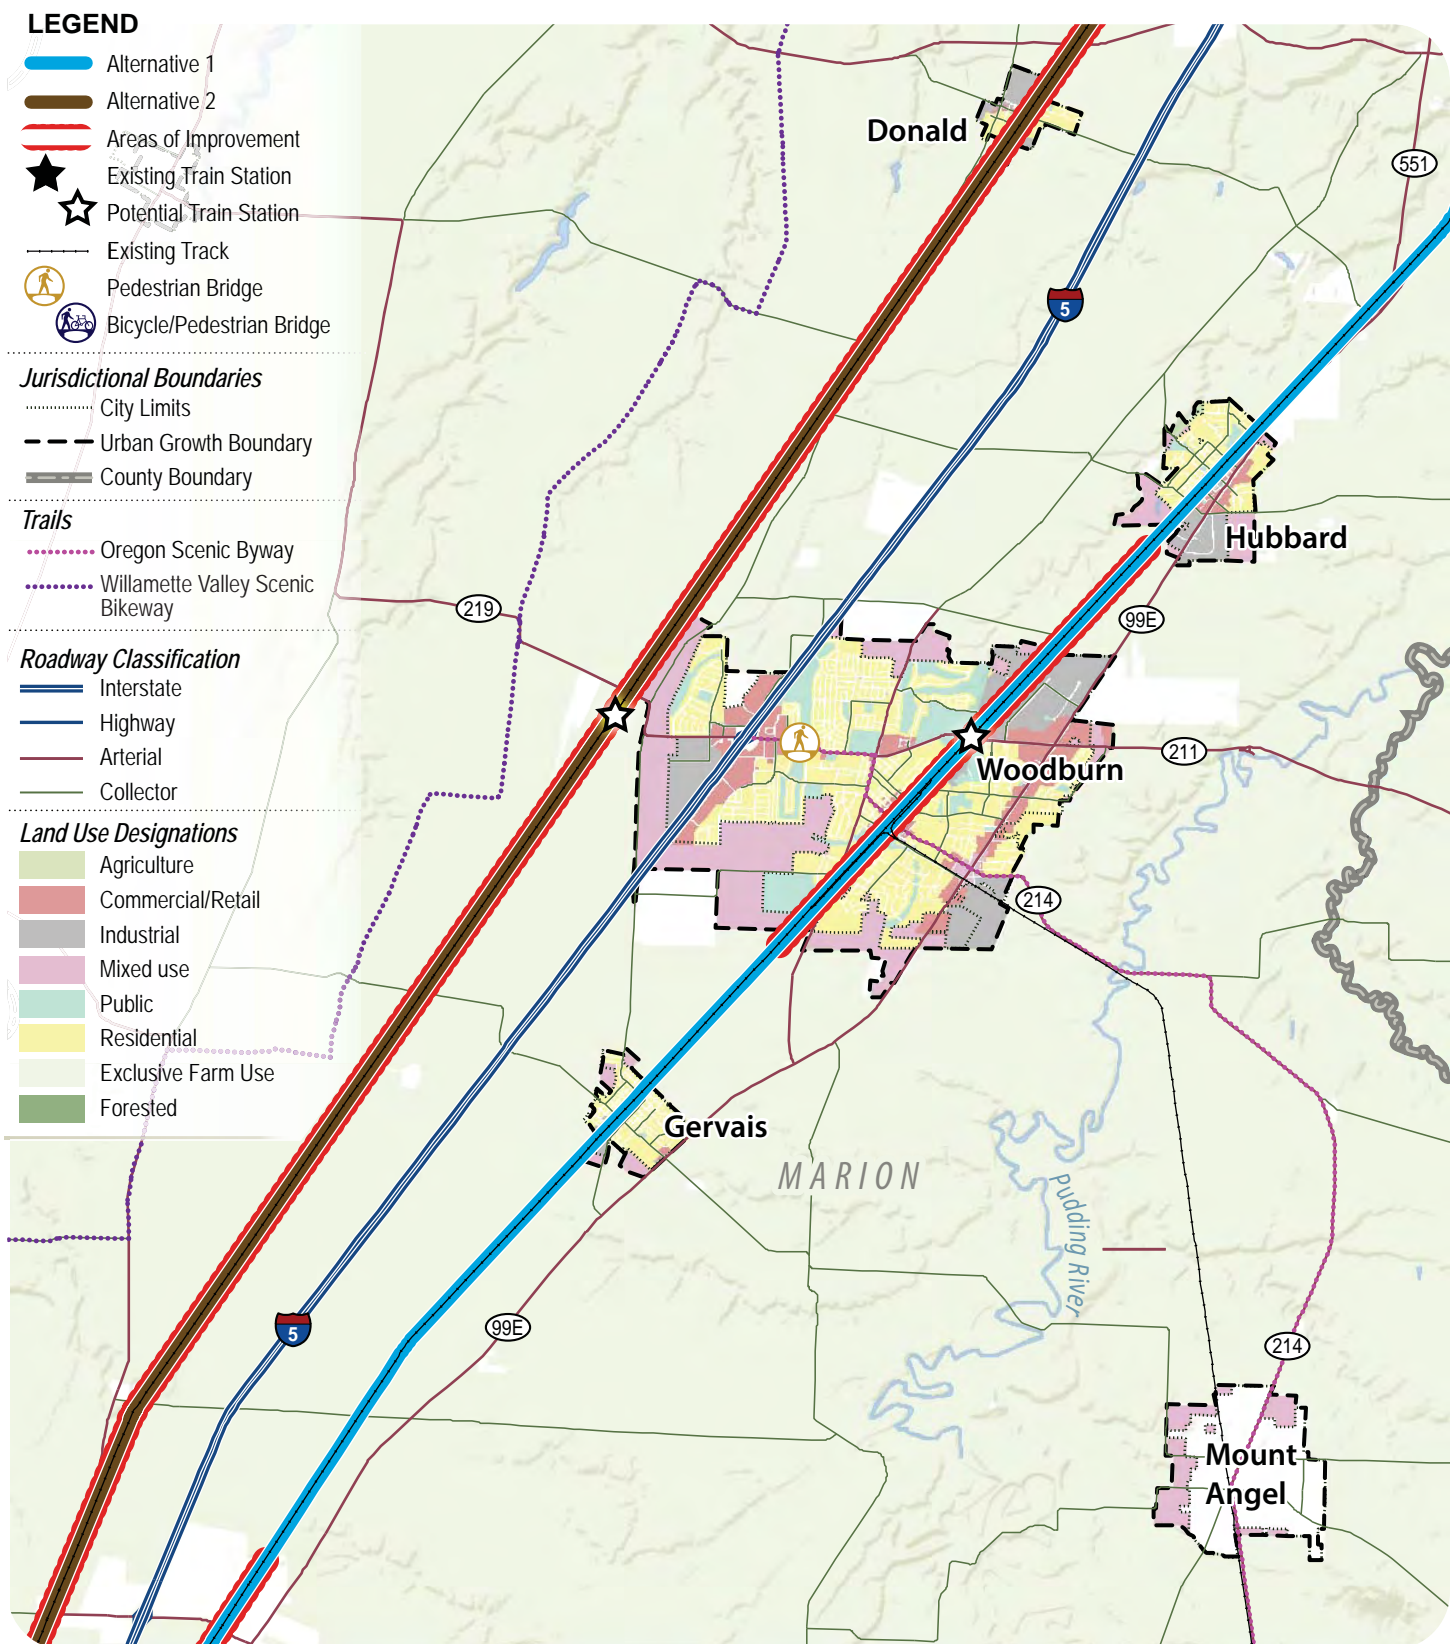 LEGEND
Alternative 1
Alternative 2
Areas of Improvement
Existing Train Station
Potential Train Station
Existing Track
Pedestrian Bridge
Bicycle/Pedestrian Bridge
Jurisdictional Boundaries
City Limits
Urban Growth Boundary
County Boundary
Trails
Oregon Scenic Byway
Willamette Valley Scenic
Bikeway
Roadway Classification
Interstate
Highway
Arterial
Collector
Land Use Designations
Agriculture
Commercial/Retail
Industrial
Mixed use
Public
Residential
Exclusive Farm Use
Forested
Donald
551
5
Hubbard
219
99E
Woodburn
211
214
Gervais
MARION
Pudding River
5
99E
214
Mount
Angel